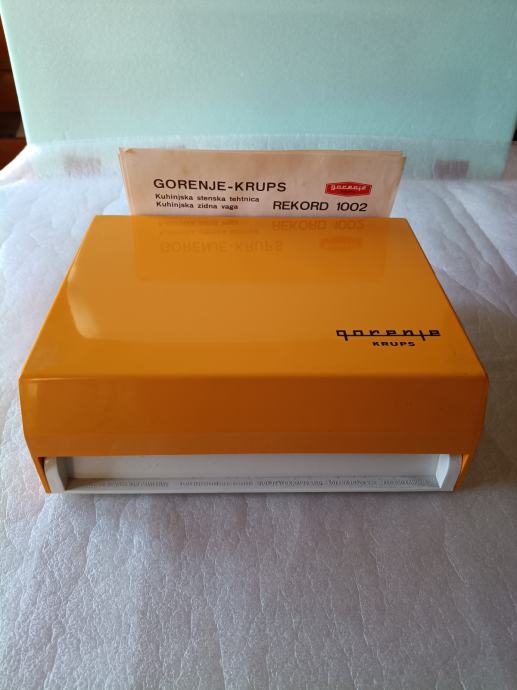 GORENJE-KRUPS
gorenje
Kuhinjska stenska tehtnica
Kuhinjska zidna vaga
REKORD 1002
gorenje
KRUPS